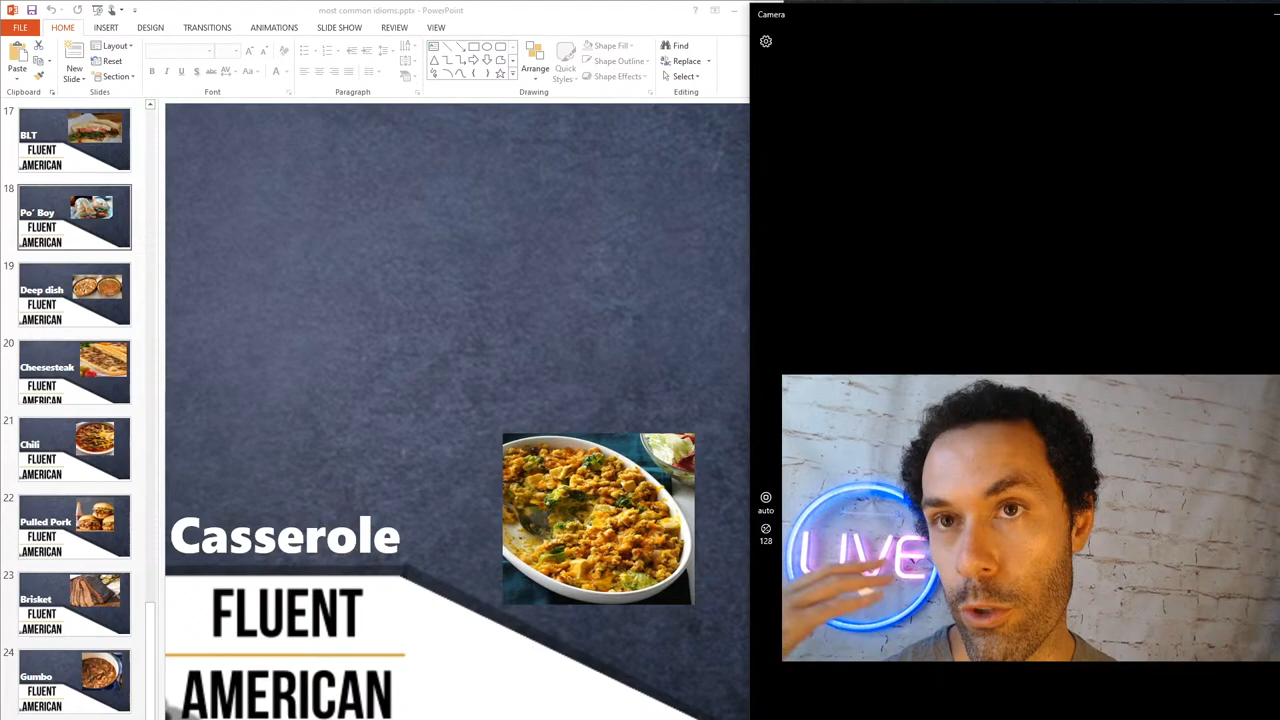 most common idioms.pptx - PowerPoint
?
Camera
FILE
HOME
INSERT
DESIGN
TRANSITIONS
ANIMATIONS
SLIDE SHOW
REVIEW
VIEW
Paste
New
Slide
Layout
Reset
Section
B I U S abc AV Aa A
Arrange
Quick
Styles
Shape Fill
Shape Outline
Shape Effects
Find
Replace
Select
Clipboard
Slides
Font
Paragraph
Drawing
Editing
17
BLT
FLUENT
AMERICAN
18
Po' Boy
FLUENT
AMERICAN
19
Deep dish
FLUENT
AMERICAN
20
Cheesesteak
FLUENT
AMERICAN
21
Chili
FLUENT
AMERICAN
22
Pulled Pork
FLUENT
AMERICAN
23
Brisket
FLUENT
AMERICAN
24
Gumbo
FLUENT
AMERICAN
Casserole
FLUENT
AMERICAN
auto
128
LIVE